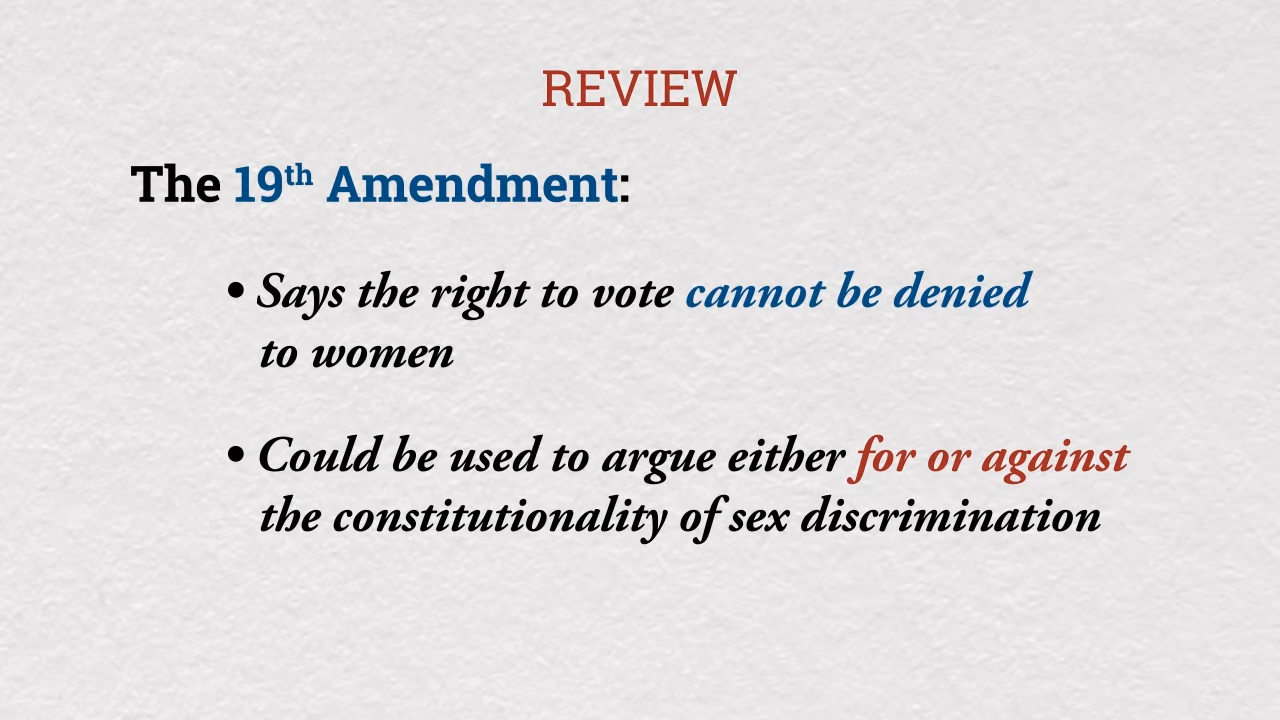 REVIEW
The 19th Amendment:
• Says the right to vote cannot be denied
to women
• Could be used to argue either for or against
the constitutionality of sex discrimination